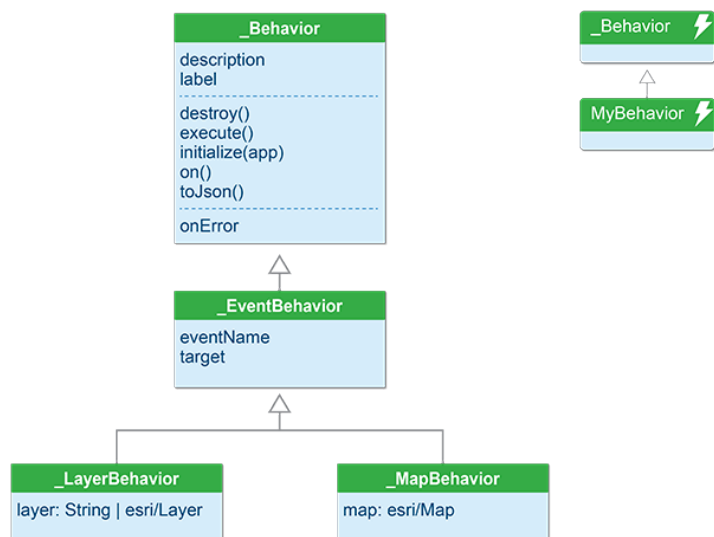 _Behavior
description
label
destroy()
execute()
initialize(app)
on()
toJson()
onError
_EventBehavior
eventName
target
_LayerBehavior
layer: String | esri/Layer
_MapBehavior
map: esri/Map
_Behavior
MyBehavior